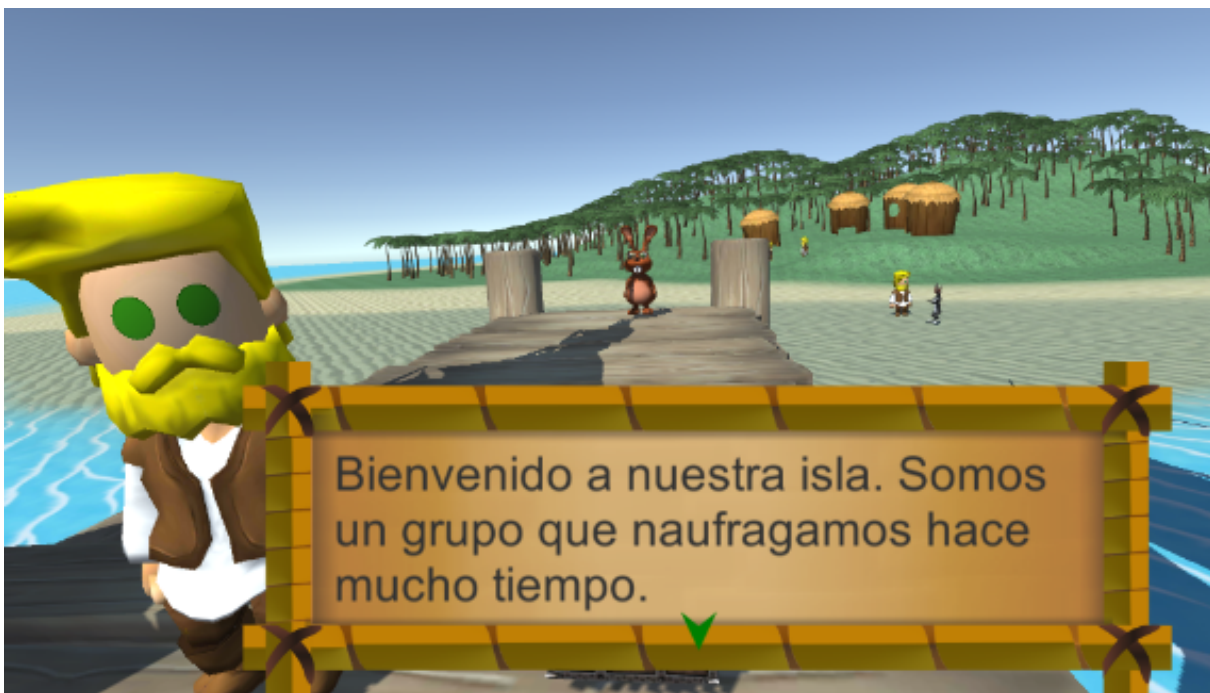 Bienvenido a nuestra isla. Somos
un grupo que naufragamos hace
mucho tiempo.